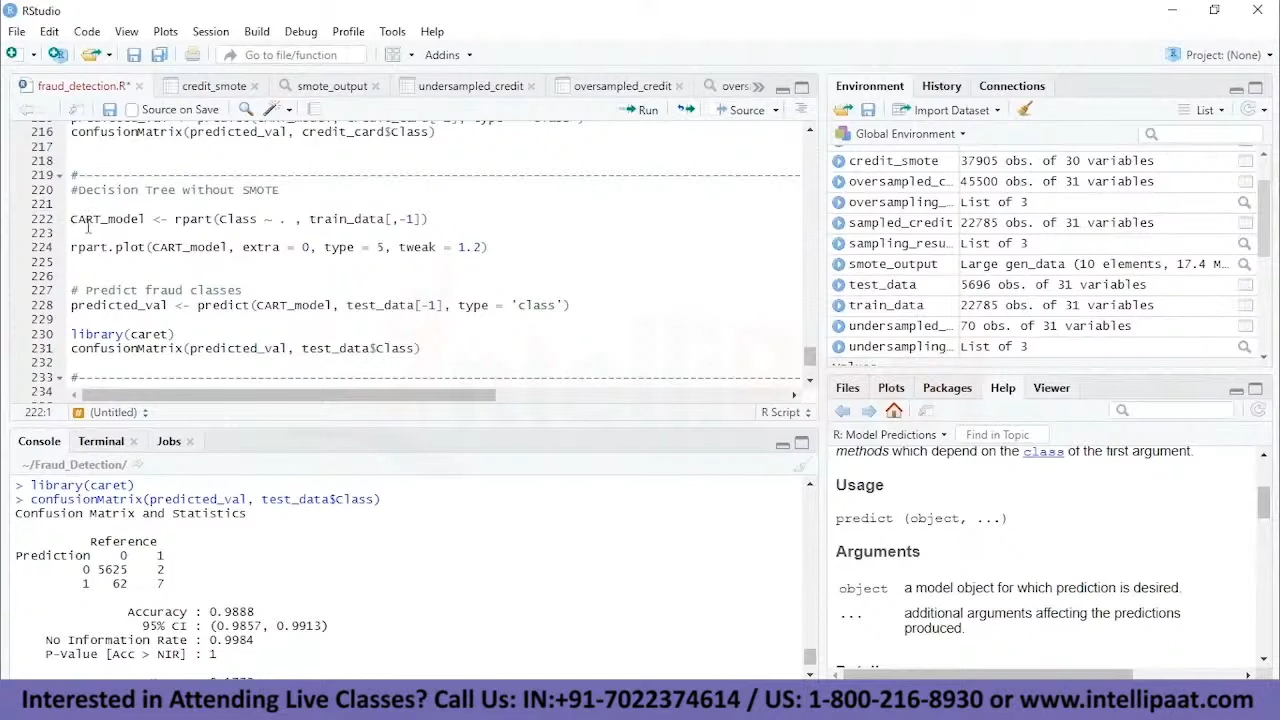 RStudio
File Edit Code View Plots Session Build Debug Profile Tools Help
Go to file/function Addins Project: (None)
fraud_detection.R* credit_smote smote_output undersampled_credit oversampled_credit overs
Source on Save Run Source
216 confusionMatrix(predicted_val, credit_card$Class)
217
218
219 #--------------------------------------------------------------------------------
220 #Decision Tree without SMOTE
221
222 CART_model <- rpart(Class ~ . , train_data[,-1])
223
224 rpart.plot(CART_model, extra = 0, type = 5, tweak = 1.2)
225
226
227 # Predict fraud classes
228 predicted_val <- predict(CART_model, test_data[-1], type = 'class')
229
230 library(caret)
231 confusionMatrix(predicted_val, test_data$Class)
232
233 #--------------------------------------------------------------------------------
234
222:1 (Untitled) R Script
Console Terminal Jobs
~/Fraud_Detection/
> library(caret)
> confusionMatrix(predicted_val, test_data$Class)
Confusion Matrix and Statistics
Reference
Prediction 0 1
0 5625 2
1 62 7
Accuracy : 0.9888
95% CI : (0.9857, 0.9913)
No Information Rate : 0.9984
P-Value [Acc > NIR] : 1
Environment History Connections
Import Dataset List
Global Environment
credit_smote 37905 obs. of 30 variables
oversampled_c… 45500 obs. of 31 variables
oversampling_… List of 3
sampled_credit 22785 obs. of 31 variables
sampling_resu… List of 3
smote_output Large gen_data (10 elements, 17.4 M…
test_data 5696 obs. of 31 variables
train_data 22785 obs. of 31 variables
undersampled_… 70 obs. of 31 variables
undersampling… List of 3
Files Plots Packages Help Viewer
R: Model Predictions Find in Topic
methods which depend on the class of the first argument.
Usage
predict (object, ...)
Arguments
object a model object for which prediction is desired.
... additional arguments affecting the predictions
produced.
Interested in Attending Live Classes? Call Us: IN:+91-7022374614 / US: 1-800-216-8930 or www.intellipaat.com